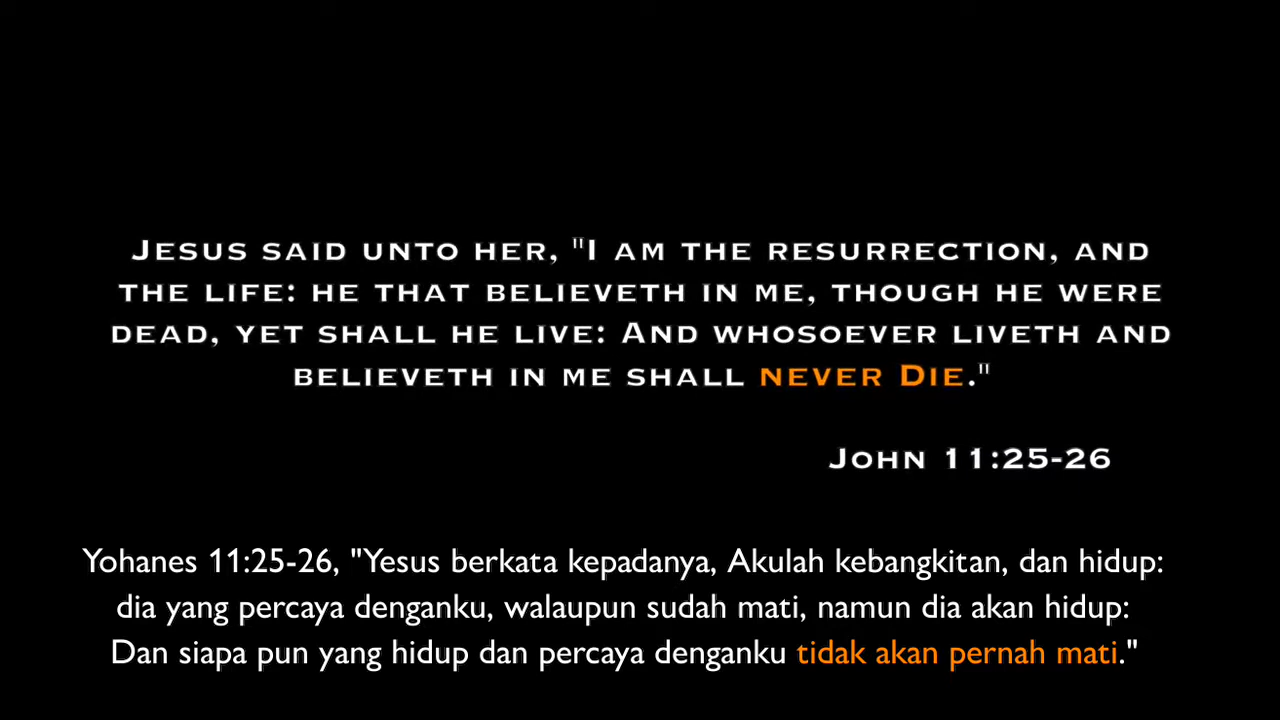 Jesus said unto her, "I am the resurrection, and
the life: he that believeth in me, though he were
dead, yet shall he live: And whosoever liveth and
believeth in me shall never Die."
John 11:25-26
Yohanes 11:25-26, "Yesus berkata kepadanya, Akulah kebangkitan, dan hidup:
dia yang percaya denganku, walaupun sudah mati, namun dia akan hidup:
Dan siapa pun yang hidup dan percaya denganku tidak akan pernah mati."